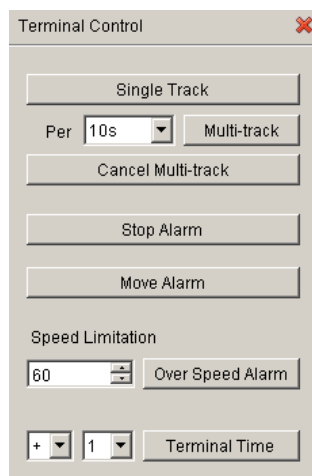 Terminal Control
Single Track
Per 10s Multi-track
Cancel Multi-track
Stop Alarm
Move Alarm
Speed Limitation
60 Over Speed Alarm
+ 1 Terminal Time